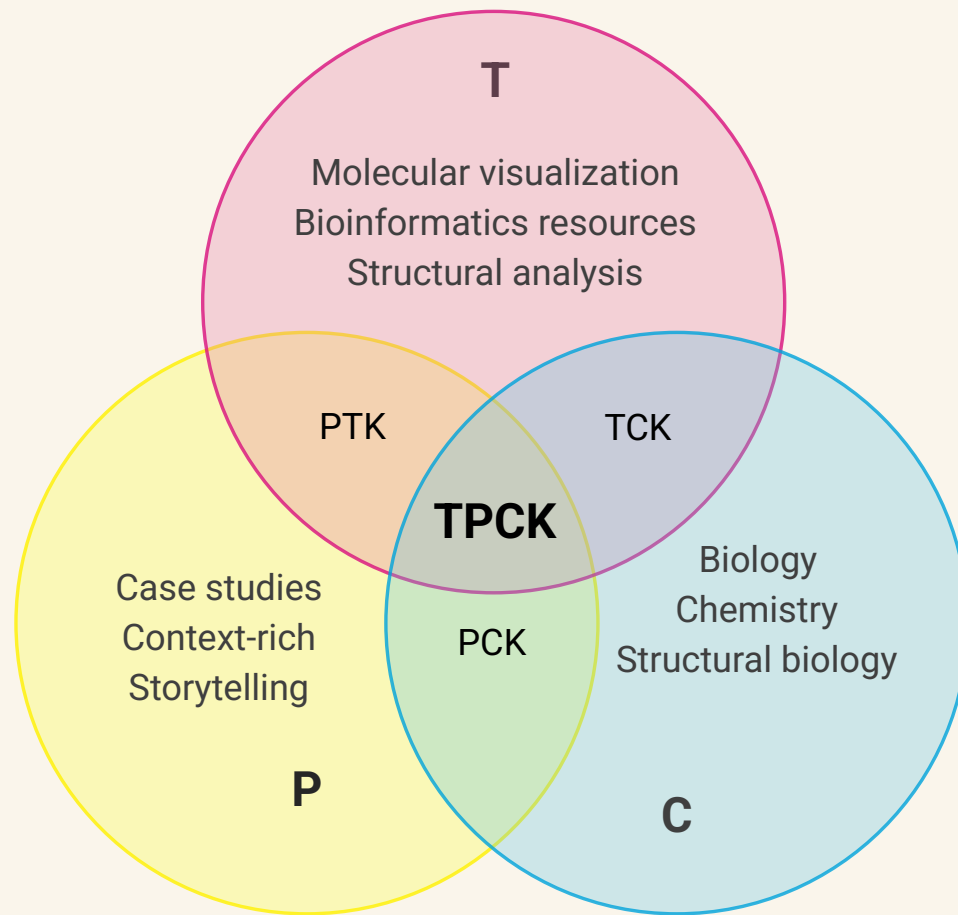 T
Molecular visualization
Bioinformatics resources
Structural analysis
PTK
TCK
TPCK
Case studies
Context-rich
Storytelling
PCK
Biology
Chemistry
Structural biology
P
C